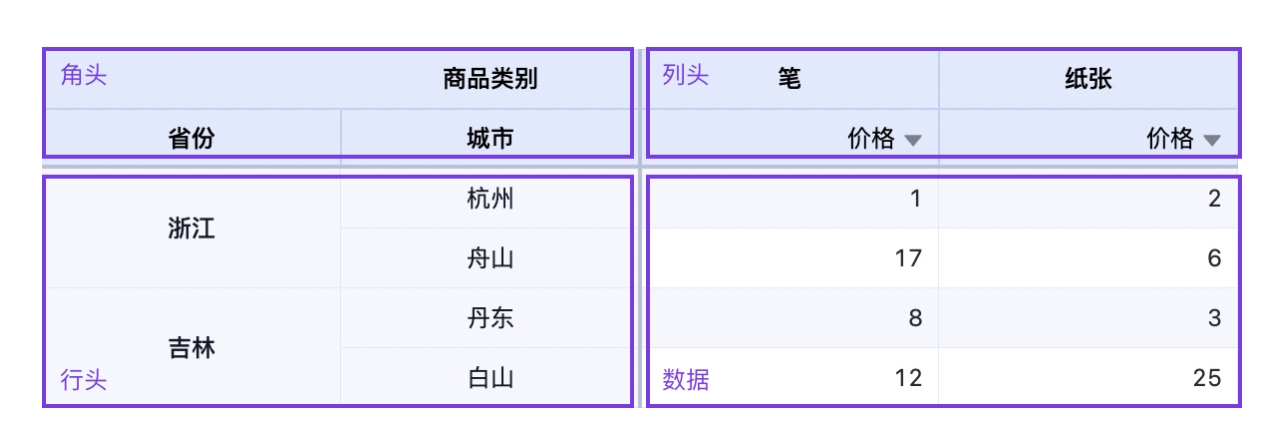 角头 商品类别 列头 笔 纸张
省份 城市 价格 价格
杭州 1 2
浙江
舟山 17 6
丹东 8 3
吉林
行头 白山 数据 12 25